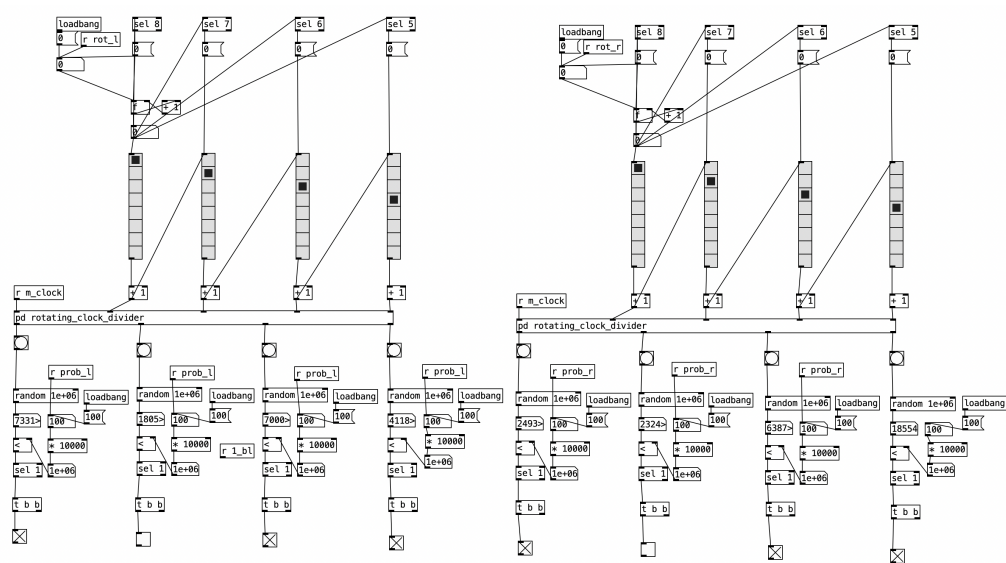 loadbang
sel 8
sel 7
sel 6
sel 5
0
r rot_l
0
0
0
0
0
f
+ 1
0
+ 1
+ 1
+ 1
+ 1
r m_clock
pd rotating_clock_divider
r prob_l
r prob_l
r prob_l
r prob_l
random 1e+06
loadbang
random 1e+06
loadbang
random 1e+06
loadbang
random 1e+06
loadbang
7331>
100
100
1805>
100
100
7000>
100
100
4118>
100
100
<
* 10000
<
* 10000
r 1_bl
<
* 10000
<
* 10000
sel 1
1e+06
sel 1
1e+06
sel 1
1e+06
sel 1
1e+06
t b b
t b b
t b b
t b b
loadbang
sel 8
sel 7
sel 6
sel 5
0
r rot_r
0
0
0
0
0
f
+ 1
0
+ 1
+ 1
+ 1
+ 1
r m_clock
pd rotating_clock_divider
r prob_r
r prob_r
r prob_r
random 1e+06
loadbang
random 1e+06
loadbang
random 1e+06
loadbang
random 1e+06
loadbang
2493>
100
100
2324>
100
100
6387>
100
100
18554
100
100
<
* 10000
<
* 10000
<
* 10000
<
* 10000
sel 1
1e+06
sel 1
1e+06
sel 1
1e+06
sel 1
1e+06
t b b
t b b
t b b
t b b